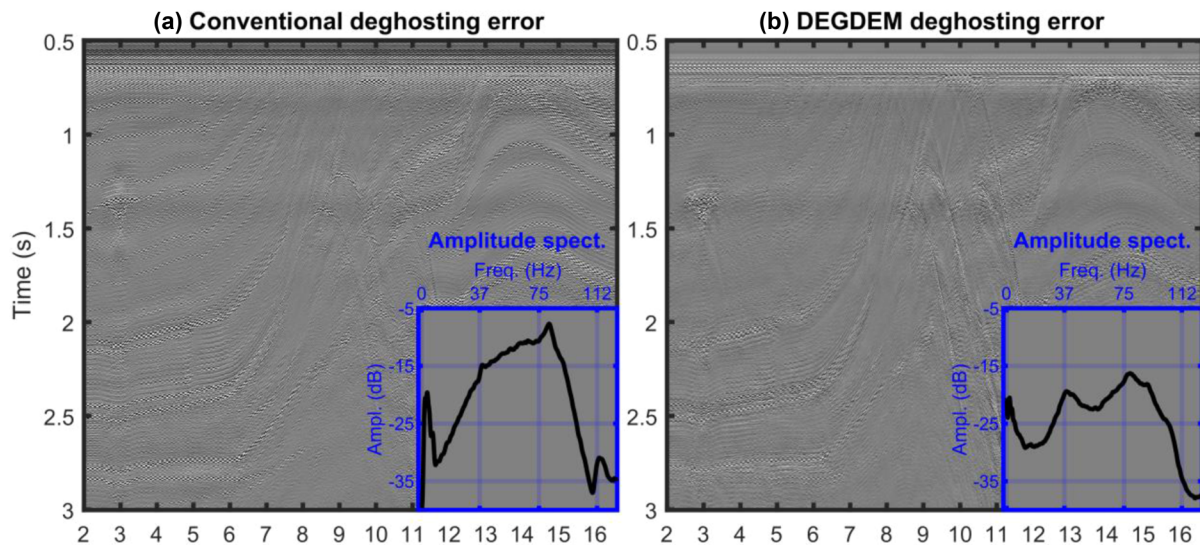 (a) Conventional deghosting error
(b) DEGDEM deghosting error
0.5
1
1.5
2
2.5
3
Time (s)
2 3 4 5 6 7 8 9 10 11 12 13 14 15 16
Amplitude spect.
Freq. (Hz)
0 37 75 112
-5
-15
-25
-35
Ampl. (dB)
0.5
1
1.5
2
2.5
3
2 3 4 5 6 7 8 9 10 11 12 13 14 15 16
Amplitude spect.
Freq. (Hz)
0 37 75 112
-5
-15
-25
-35
Ampl. (dB)